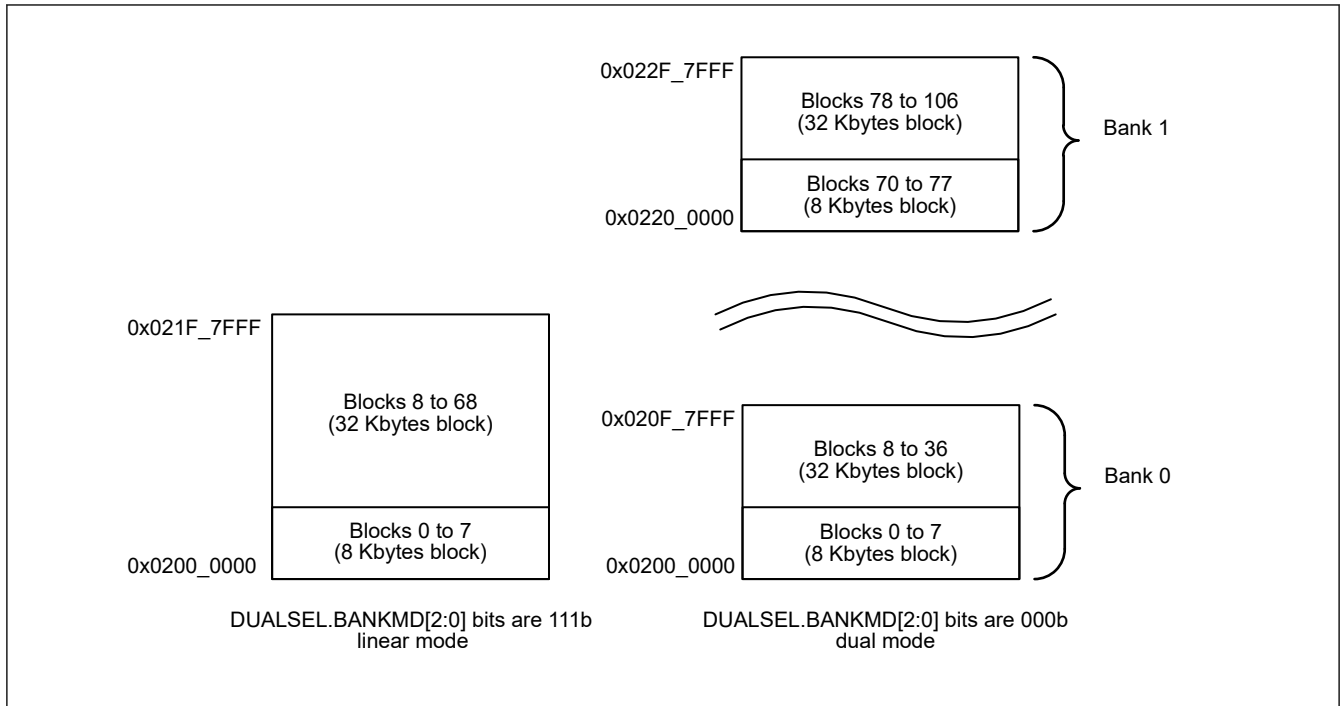 0x022F_7FFF
Blocks 78 to 106
(32 Kbytes block)
Bank 1
Blocks 70 to 77
(8 Kbytes block)
0x0220_0000
0x021F_7FFF
Blocks 8 to 68
(32 Kbytes block)
Blocks 0 to 7
(8 Kbytes block)
0x0200_0000
DUALSEL.BANKMD[2:0] bits are 111b
linear mode
0x020F_7FFF
Blocks 8 to 36
(32 Kbytes block)
Bank 0
Blocks 0 to 7
(8 Kbytes block)
0x0200_0000
DUALSEL.BANKMD[2:0] bits are 000b
dual mode